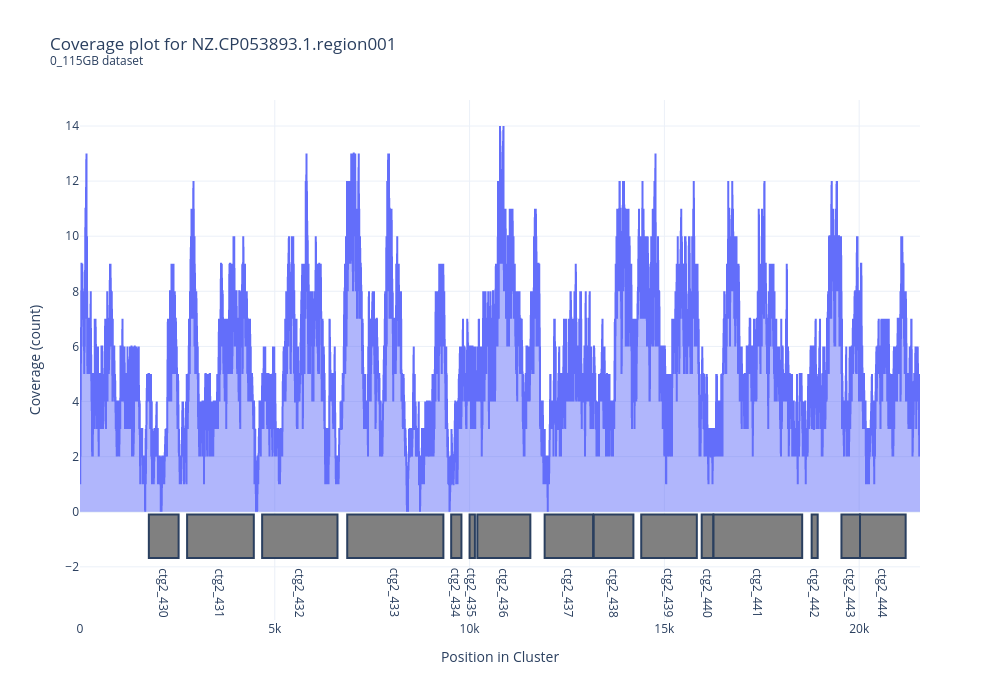 Coverage plot for NZ.CP053893.1.region001
0_115GB dataset
14
12
10
8
6
4
2
0
−2
Coverage (count)
ctg2_430
ctg2_431
ctg2_432
ctg2_433
ctg2_434
ctg2_435
ctg2_436
ctg2_437
ctg2_438
ctg2_439
ctg2_440
ctg2_441
ctg2_442
ctg2_443
ctg2_444
0 5k 10k 15k 20k
Position in Cluster